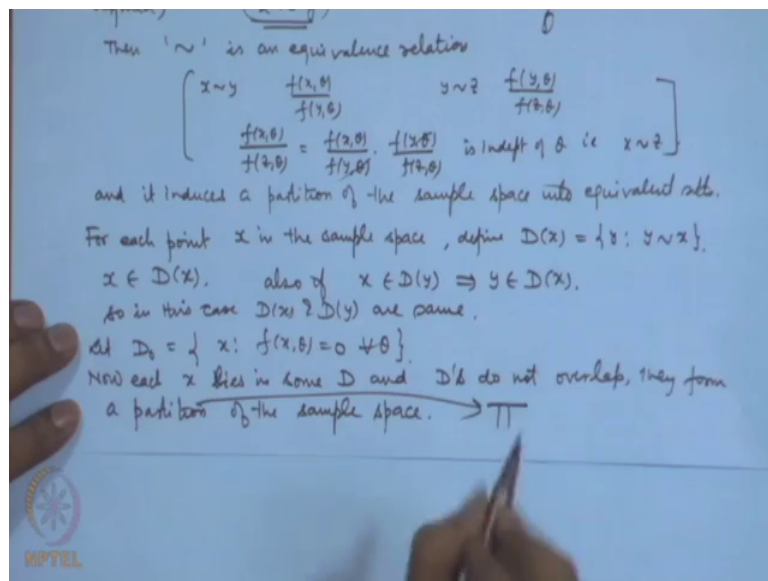 Then '~' is an equivalence relation
x~y f(x,θ)/f(y,θ) y~z f(y,θ)/f(z,θ)
f(x,θ)/f(z,θ) = f(x,θ)/f(y,θ) · f(y,θ)/f(z,θ) is indept of θ ie x~z
and it induces a partition of the sample space into equivalent sets.
For each point x in the sample space, define D(x) = {y: y~x}.
x ∈ D(x). also if x ∈ D(y) ⇒ y ∈ D(x).
so in this case D(x) & D(y) are same.
Let D₀ = { x: f(x,θ)=0 ∀θ}.
Now each x lies in some D and D's do not overlap, they form
a partition of the sample space. → Π
NPTEL